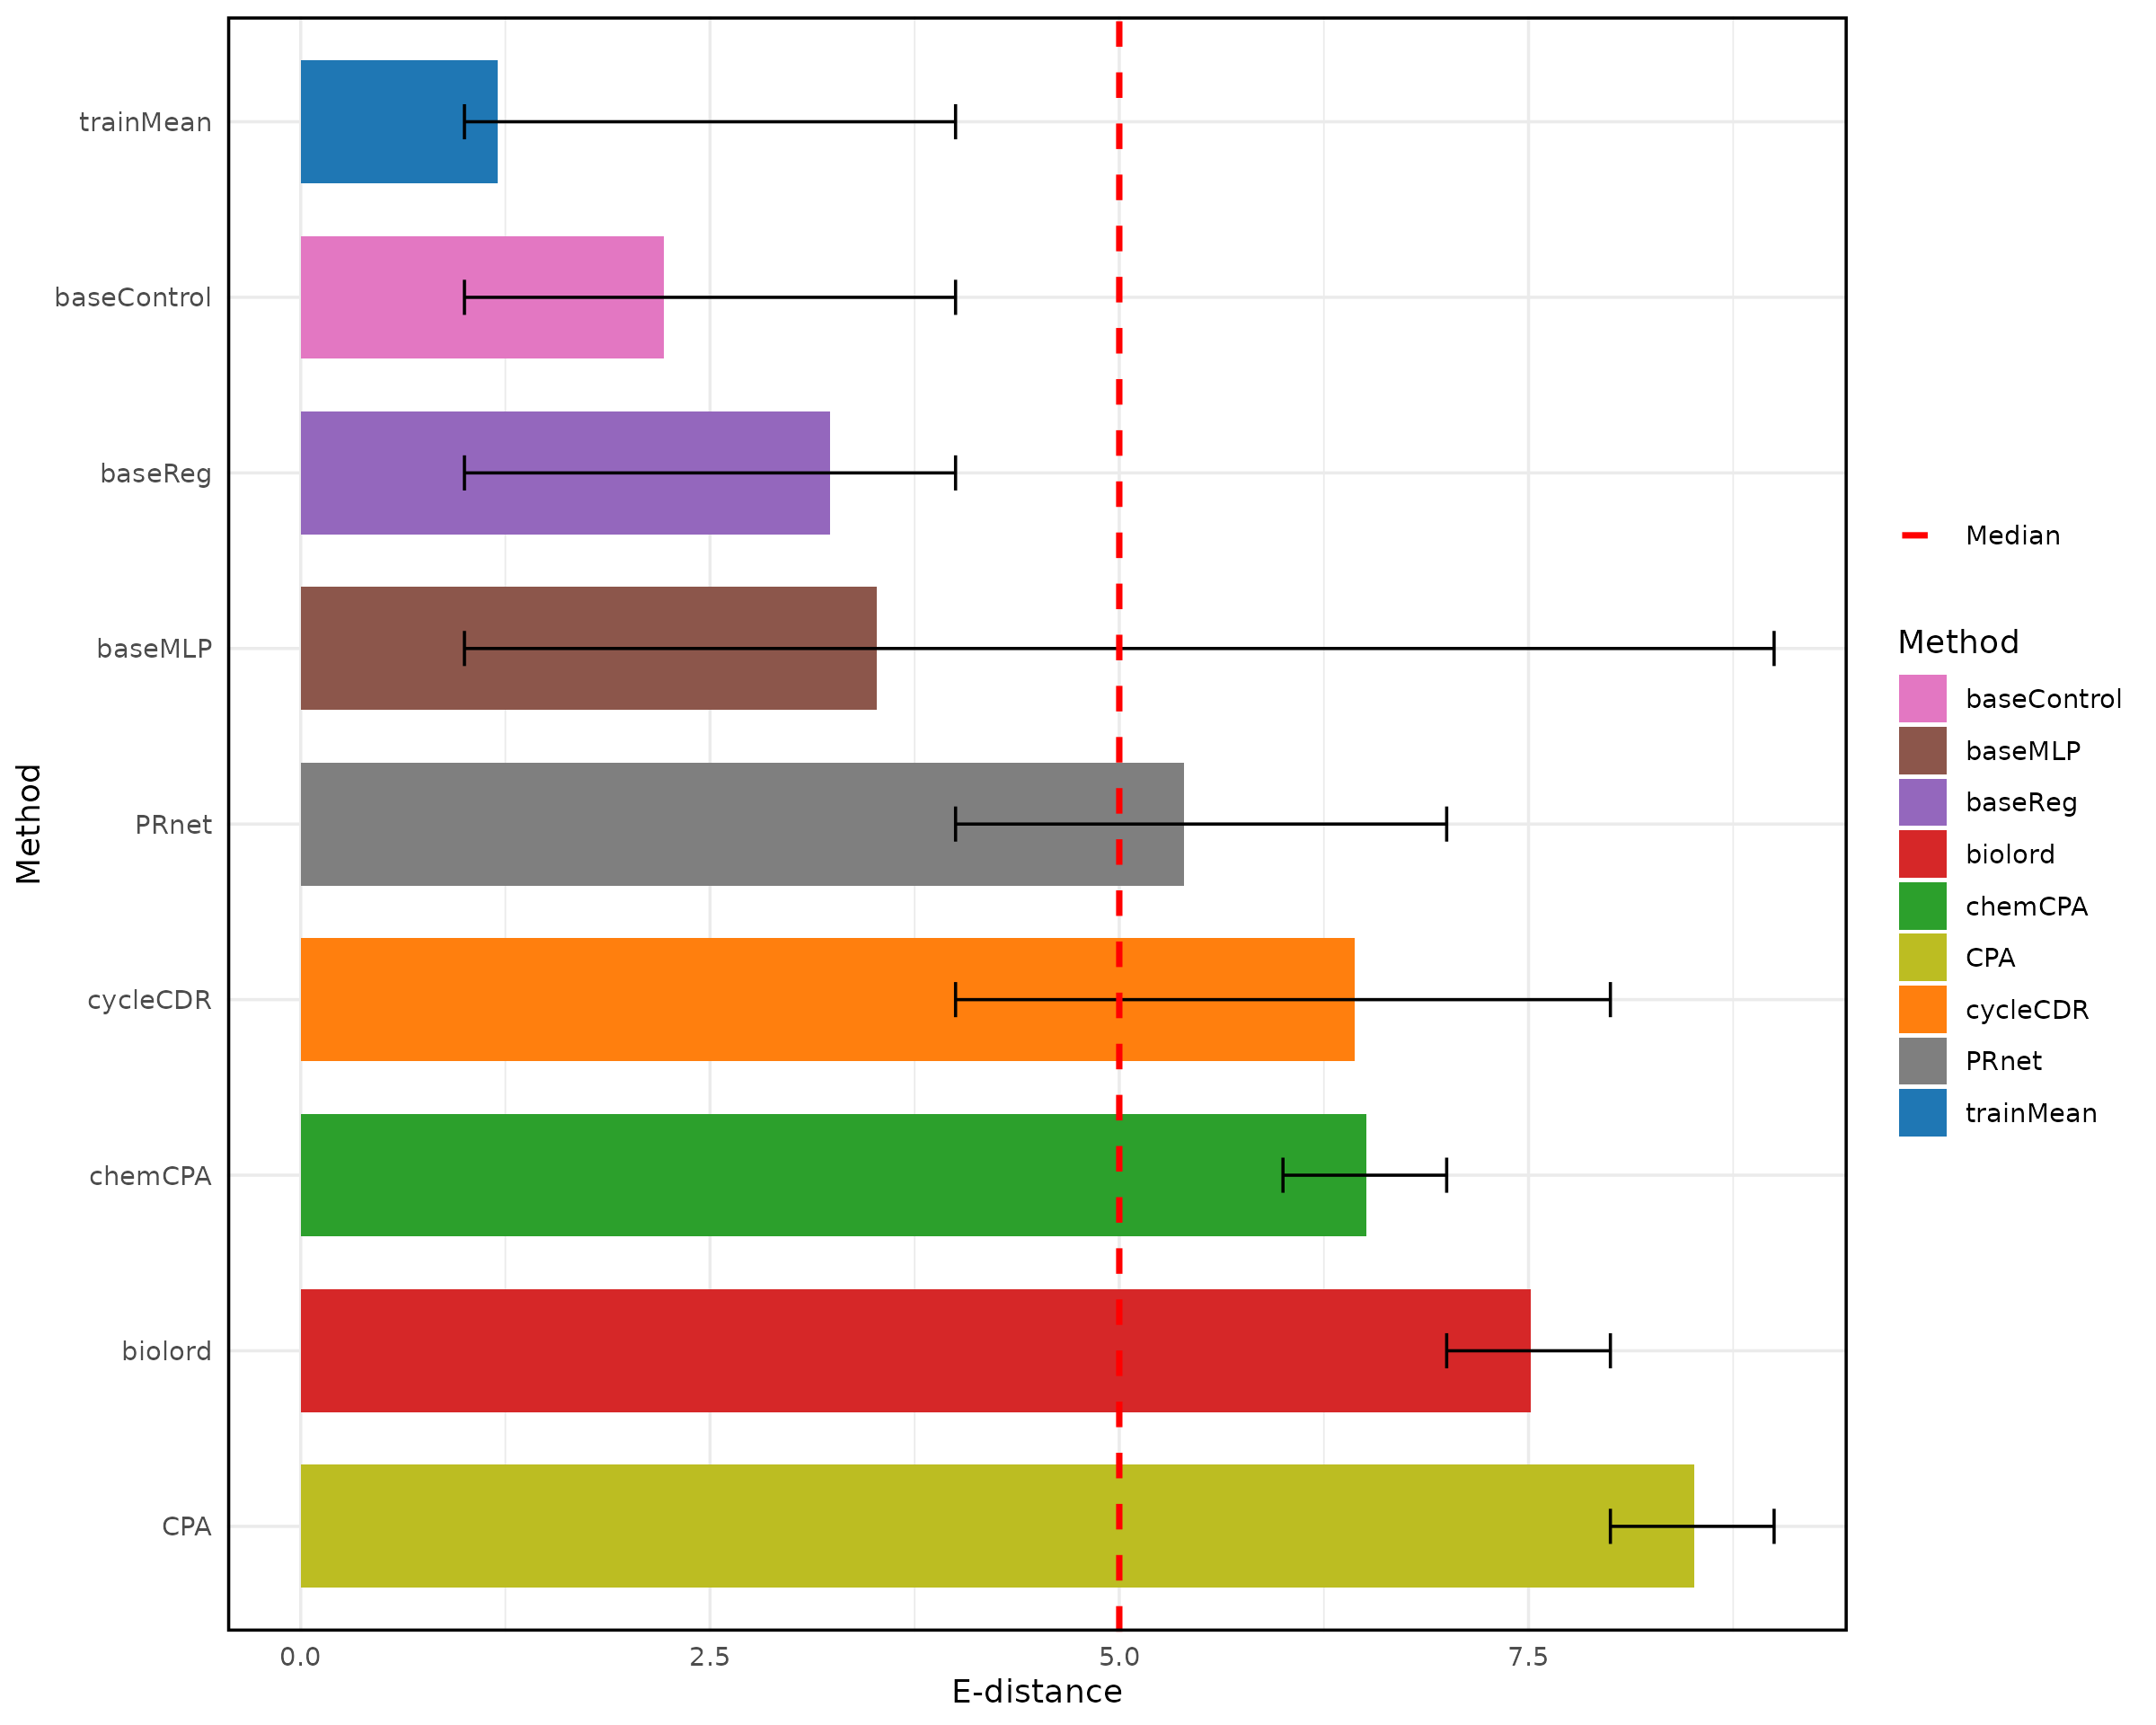 trainMean
baseControl
baseReg
baseMLP
PRnet
cycleCDR
chemCPA
biolord
CPA
Method
0.0 2.5 5.0 7.5
E-distance
Median
Method
baseControl
baseMLP
baseReg
biolord
chemCPA
CPA
cycleCDR
PRnet
trainMean